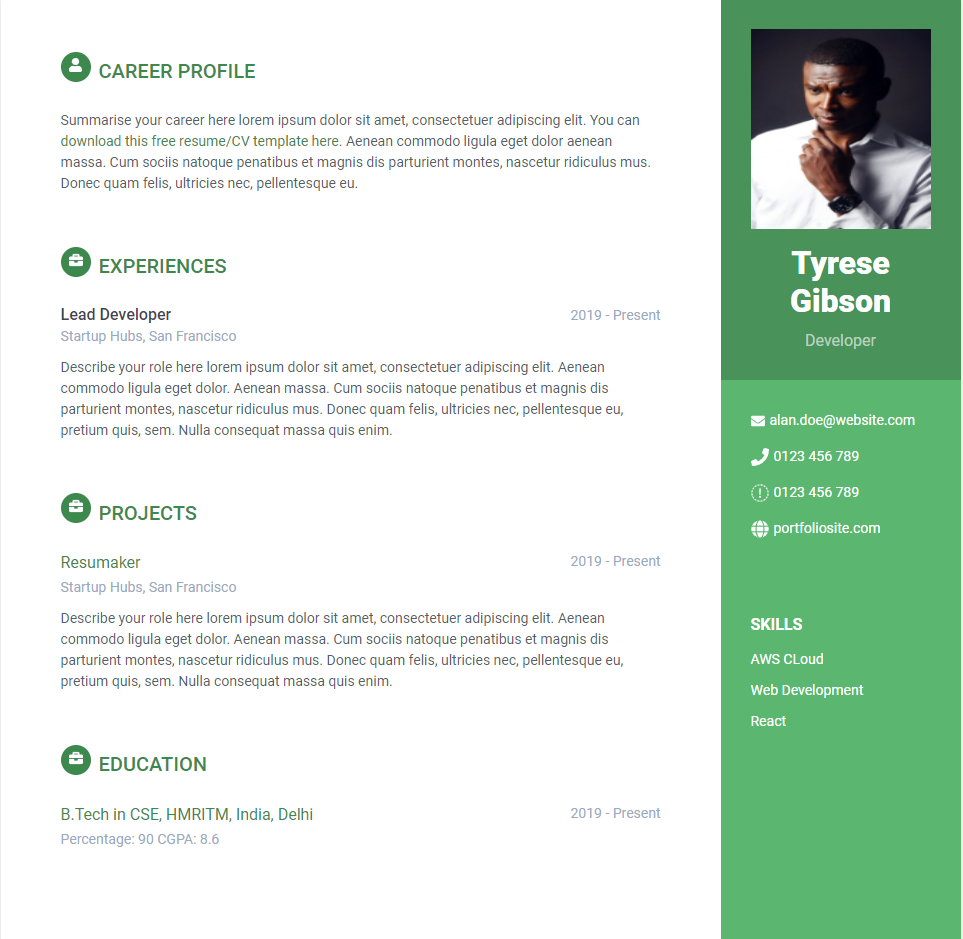 CAREER PROFILE
Summarise your career here lorem ipsum dolor sit amet, consectetuer adipiscing elit. You can
download this free resume/CV template here. Aenean commodo ligula eget dolor aenean
massa. Cum sociis natoque penatibus et magnis dis parturient montes, nascetur ridiculus mus.
Donec quam felis, ultricies nec, pellentesque eu.
EXPERIENCES
Lead Developer
2019 - Present
Startup Hubs, San Francisco
Describe your role here lorem ipsum dolor sit amet, consectetuer adipiscing elit. Aenean
commodo ligula eget dolor. Aenean massa. Cum sociis natoque penatibus et magnis dis
parturient montes, nascetur ridiculus mus. Donec quam felis, ultricies nec, pellentesque eu,
pretium quis, sem. Nulla consequat massa quis enim.
PROJECTS
Resumaker
2019 - Present
Startup Hubs, San Francisco
Describe your role here lorem ipsum dolor sit amet, consectetuer adipiscing elit. Aenean
commodo ligula eget dolor. Aenean massa. Cum sociis natoque penatibus et magnis dis
parturient montes, nascetur ridiculus mus. Donec quam felis, ultricies nec, pellentesque eu,
pretium quis, sem. Nulla consequat massa quis enim.
EDUCATION
B.Tech in CSE, HMRITM, India, Delhi
2019 - Present
Percentage: 90 CGPA: 8.6
Tyrese
Gibson
Developer
alan.doe@website.com
0123 456 789
0123 456 789
portfoliosite.com
SKILLS
AWS CLoud
Web Development
React